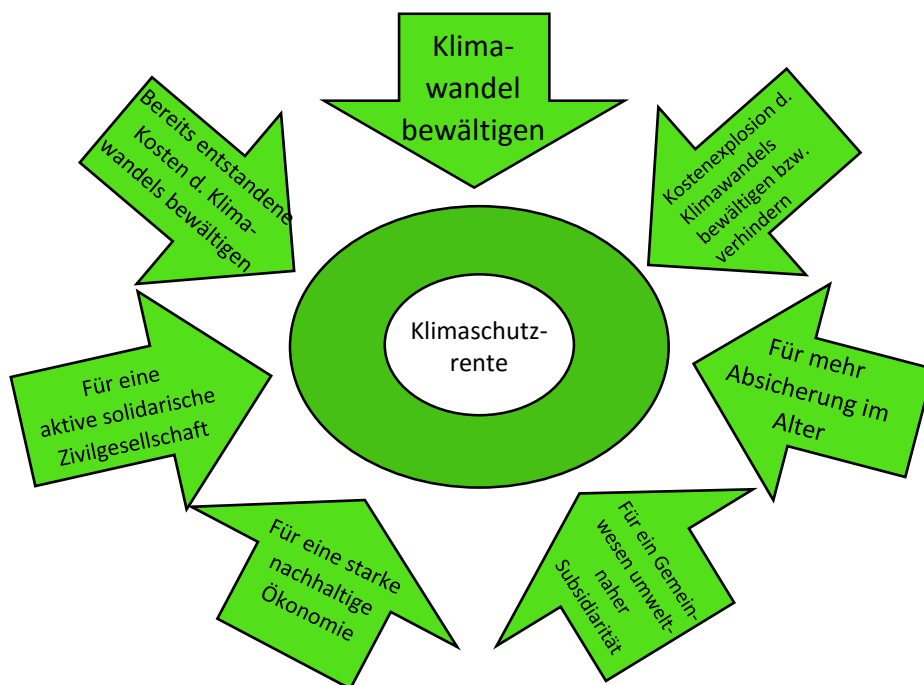 Klima-
wandel
bewältigen
Bereits entstandene
Kosten d. Klima-
wandels bewältigen
Kostenexplosion d.
Klimawandels
bewältigen bzw.
verhindern
Klimaschutz-
rente
Für eine
aktive solidarische
Zivilgesellschaft
Für mehr
Absicherung im
Alter
Für eine starke
nachhaltige
Ökonomie
Für ein Gemein-
wesen umwelt-
naher
Subsidiarität